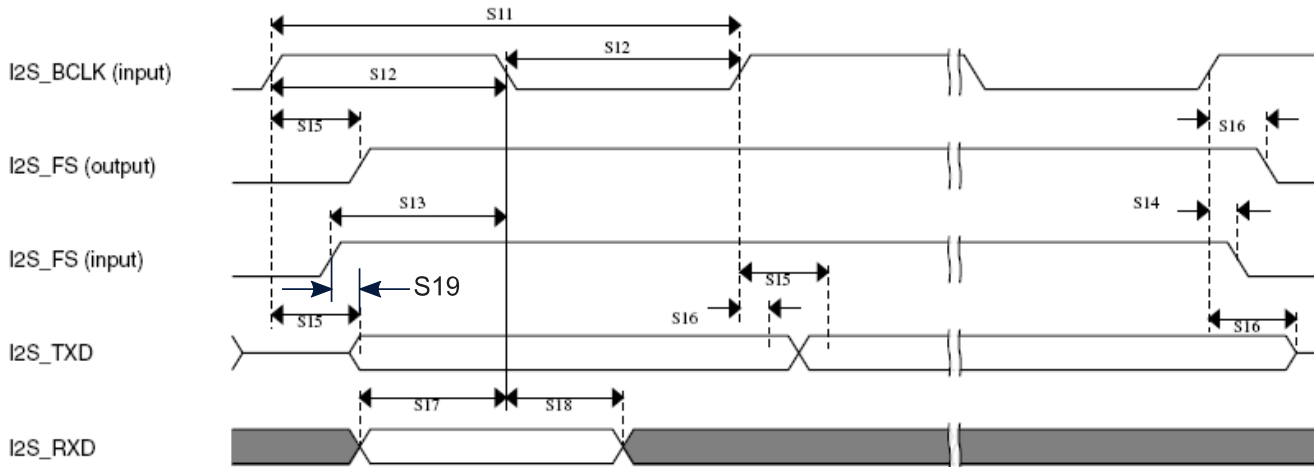 S11
I2S_BCLK (input)
S12
S12
S15
S16
I2S_FS (output)
S13
S14
I2S_FS (input)
S19
S15
S15
S16
S16
I2S_TXD
S17
S18
I2S_RXD